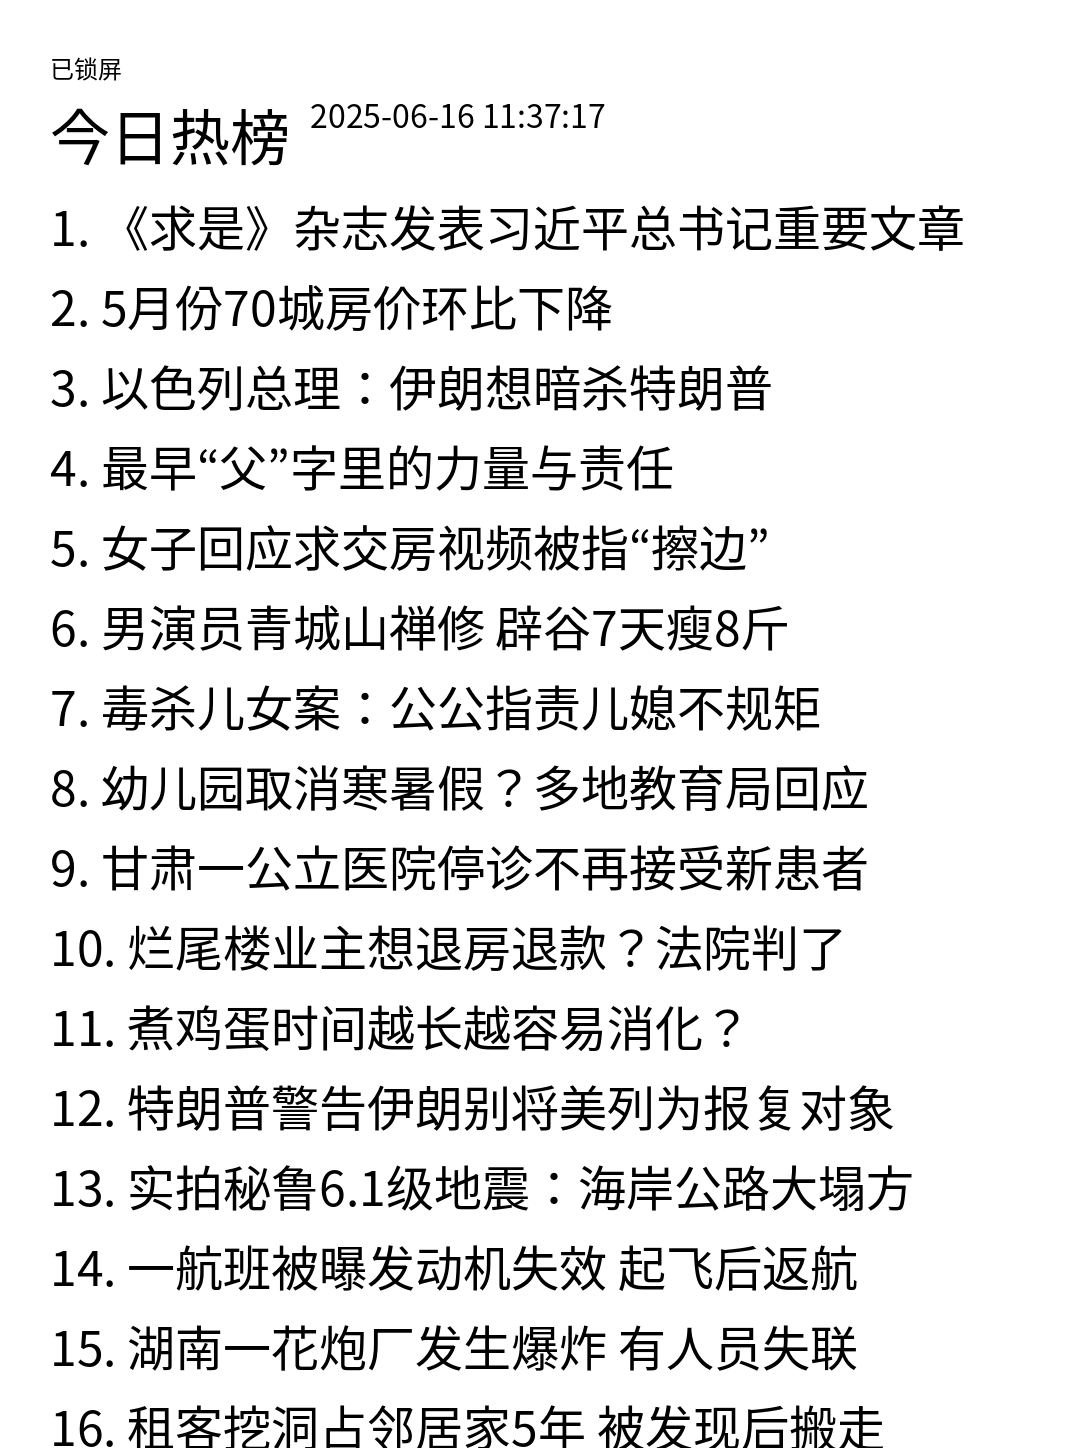 已锁屏
今日热榜 2025-06-16 11:37:17
1. 《求是》杂志发表习近平总书记重要文章
2. 5月份70城房价环比下降
3. 以色列总理：伊朗想暗杀特朗普
4. 最早“父”字里的力量与责任
5. 女子回应求交房视频被指“擦边”
6. 男演员青城山禅修 辟谷7天瘦8斤
7. 毒杀儿女案：公公指责儿媳不规矩
8. 幼儿园取消寒暑假？多地教育局回应
9. 甘肃一公立医院停诊不再接受新患者
10. 烂尾楼业主想退房退款？法院判了
11. 煮鸡蛋时间越长越容易消化？
12. 特朗普警告伊朗别将美列为报复对象
13. 实拍秘鲁6.1级地震：海岸公路大塌方
14. 一航班被曝发动机失效 起飞后返航
15. 湖南一花炮厂发生爆炸 有人员失联
16. 租客挖洞占邻居家5年 被发现后搬走